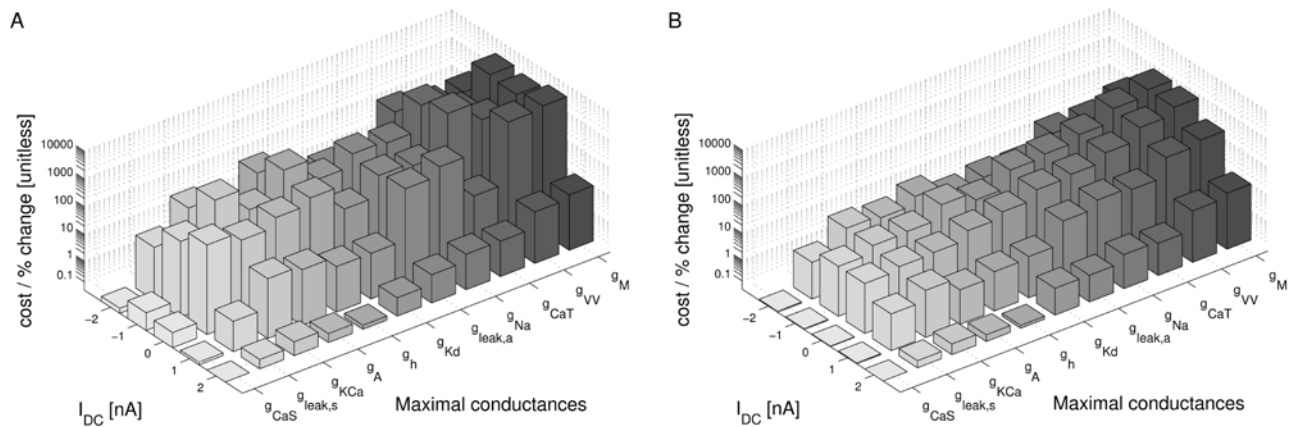 A
cost / % change [unitless]
10000
1000
100
10
1
0.1
−2
−1
0
1
2
I_DC [nA]
g_CaS
g_leak,s
g_KCa
g_A
g_h
g_Kd
g_leak,a
g_Na
g_CaT
g_VV
g_M
Maximal conductances
B
cost / % change [unitless]
10000
1000
100
10
1
0.1
−2
−1
0
1
2
I_DC [nA]
g_CaS
g_leak,s
g_KCa
g_A
g_h
g_Kd
g_leak,a
g_Na
g_CaT
g_VV
g_M
Maximal conductances